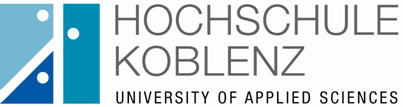 HOCHSCHULE
KOBLENZ
UNIVERSITY OF APPLIED SCIENCES